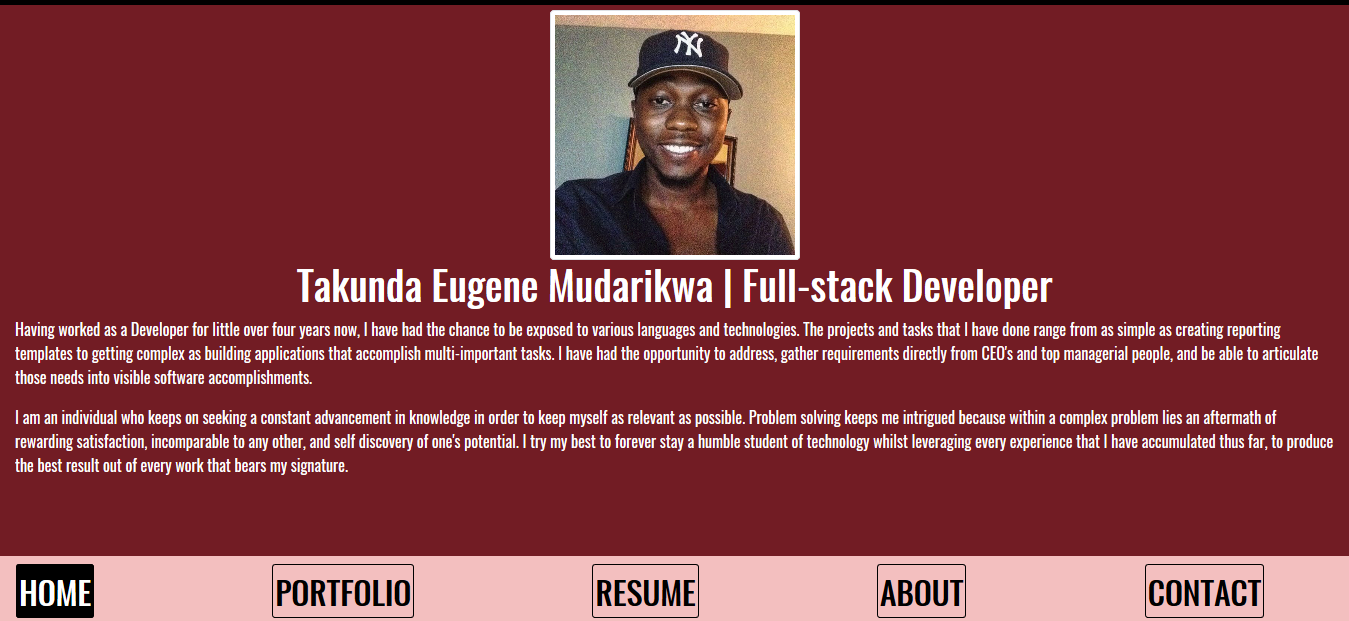 NY
Takunda Eugene Mudarikwa | Full-stack Developer
Having worked as a Developer for little over four years now, I have had the chance to be exposed to various languages and technologies. The projects and tasks that I have done range from as simple as creating reporting
templates to getting complex as building applications that accomplish multi-important tasks. I have had the opportunity to address, gather requirements directly from CEO's and top managerial people, and be able to articulate
those needs into visible software accomplishments.
I am an individual who keeps on seeking a constant advancement in knowledge in order to keep myself as relevant as possible. Problem solving keeps me intrigued because within a complex problem lies an aftermath of
rewarding satisfaction, incomparable to any other, and self discovery of one's potential. I try my best to forever stay a humble student of technology whilst leveraging every experience that I have accumulated thus far, to produce
the best result out of every work that bears my signature.
HOME PORTFOLIO RESUME ABOUT CONTACT